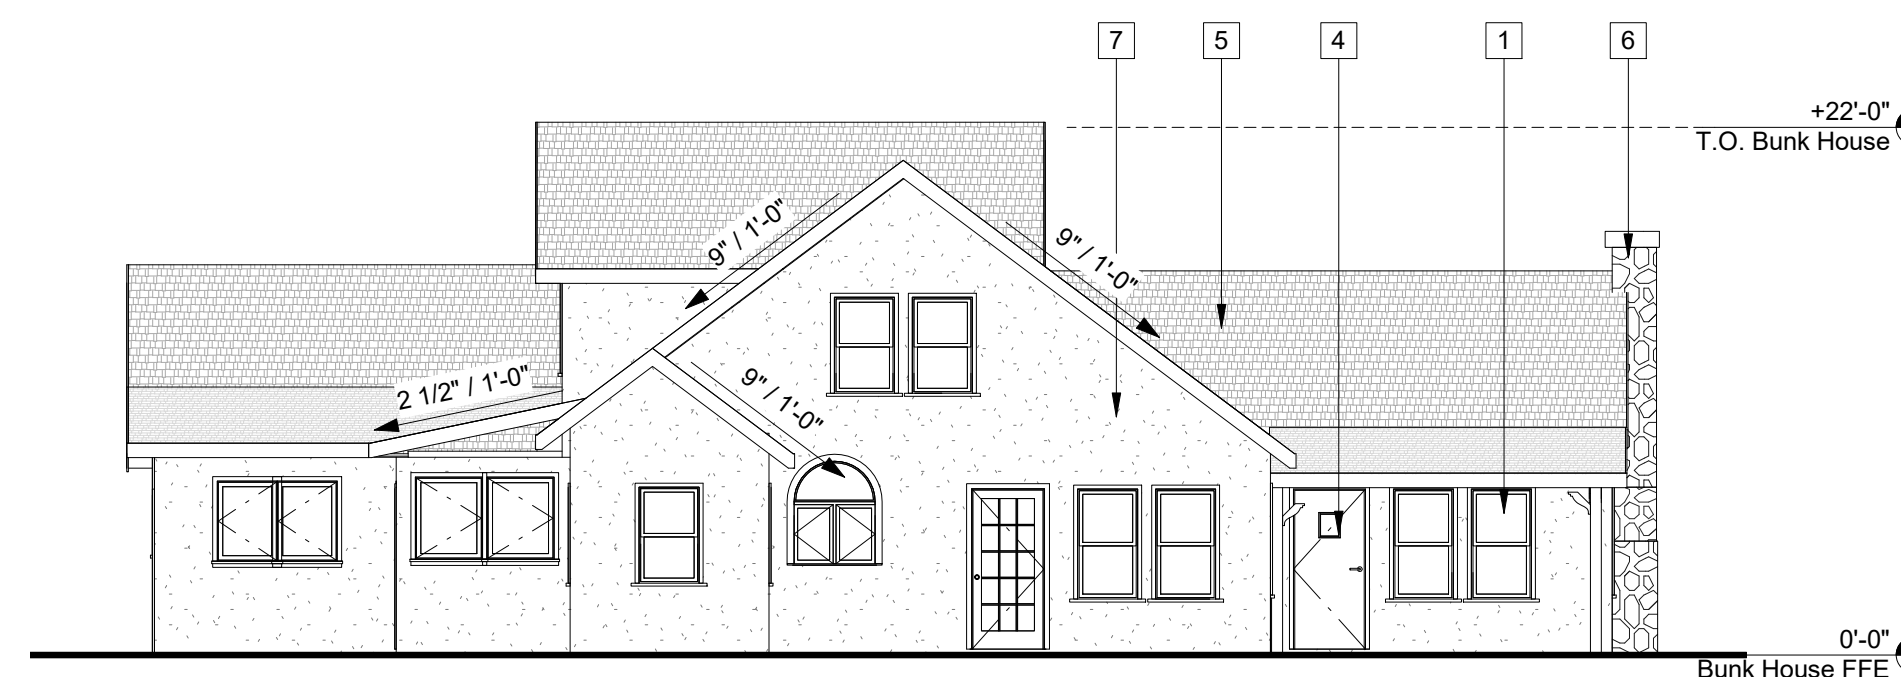 7
5
4
1
6
+22'-0"
T.O. Bunk House
9" / 1'-0"
9" / 1'-0"
2 1/2" / 1'-0"
9" / 1'-0"
0'-0"
Bunk House FFE